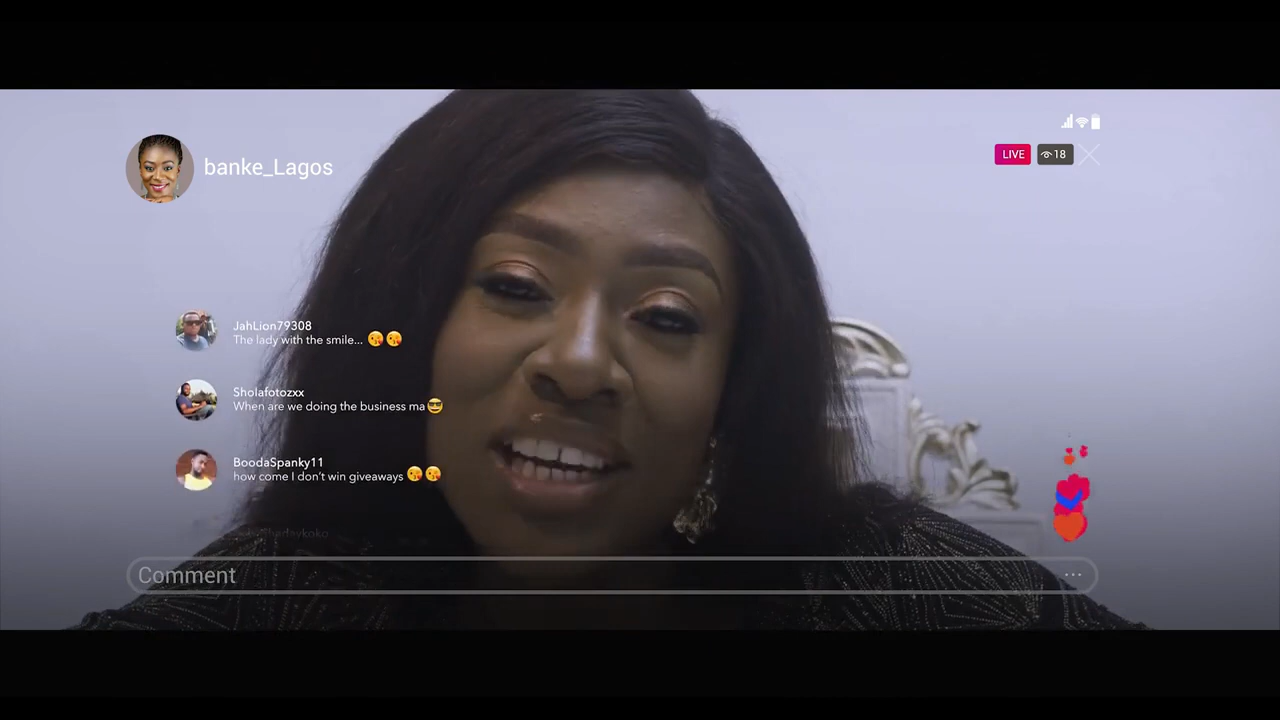 banke_Lagos
LIVE
18
JahLion79308
The lady with the smile... 😘😘
Sholafotozxx
When are we doing the business ma😎
BoodaSpanky11
how come I don't win giveaways 😘😘
Comment